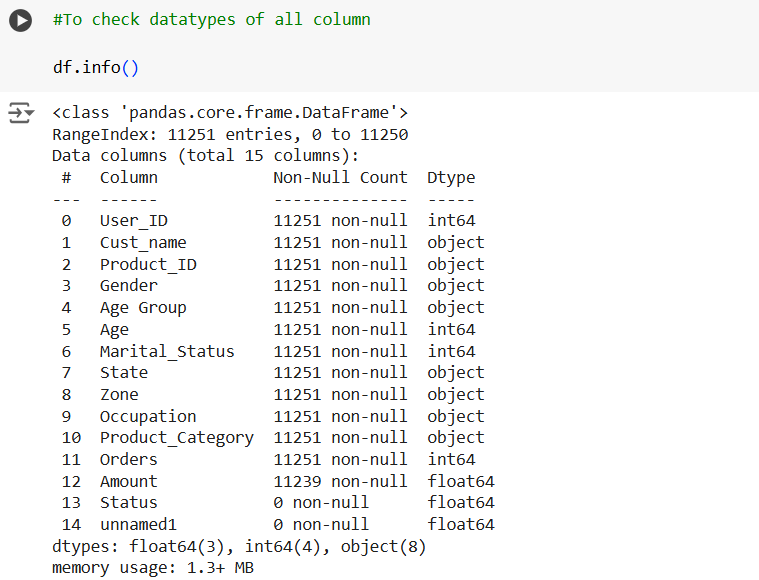 #To check datatypes of all column
df.info()
<class 'pandas.core.frame.DataFrame'>
RangeIndex: 11251 entries, 0 to 11250
Data columns (total 15 columns):
 #   Column            Non-Null Count  Dtype
---  ------            --------------  -----
 0   User_ID           11251 non-null  int64
 1   Cust_name         11251 non-null  object
 2   Product_ID        11251 non-null  object
 3   Gender            11251 non-null  object
 4   Age Group         11251 non-null  object
 5   Age               11251 non-null  int64
 6   Marital_Status    11251 non-null  int64
 7   State             11251 non-null  object
 8   Zone              11251 non-null  object
 9   Occupation        11251 non-null  object
 10  Product_Category  11251 non-null  object
 11  Orders            11251 non-null  int64
 12  Amount            11239 non-null  float64
 13  Status            0 non-null      float64
 14  unnamed1          0 non-null      float64
dtypes: float64(3), int64(4), object(8)
memory usage: 1.3+ MB